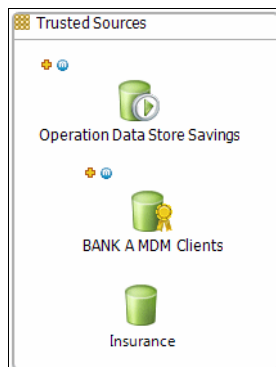 Trusted Sources
Operation Data Store Savings
BANK A MDM Clients
Insurance